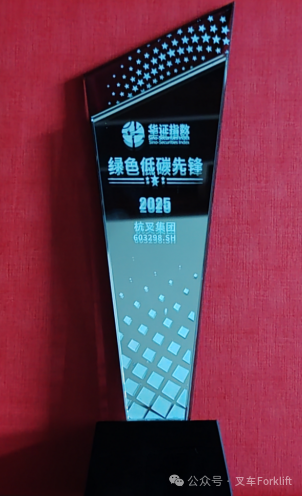 华证指数
Sino-Securities Index
绿色低碳先锋
2025
杭叉集团
603298.SH
公众号 · 叉车Forklift